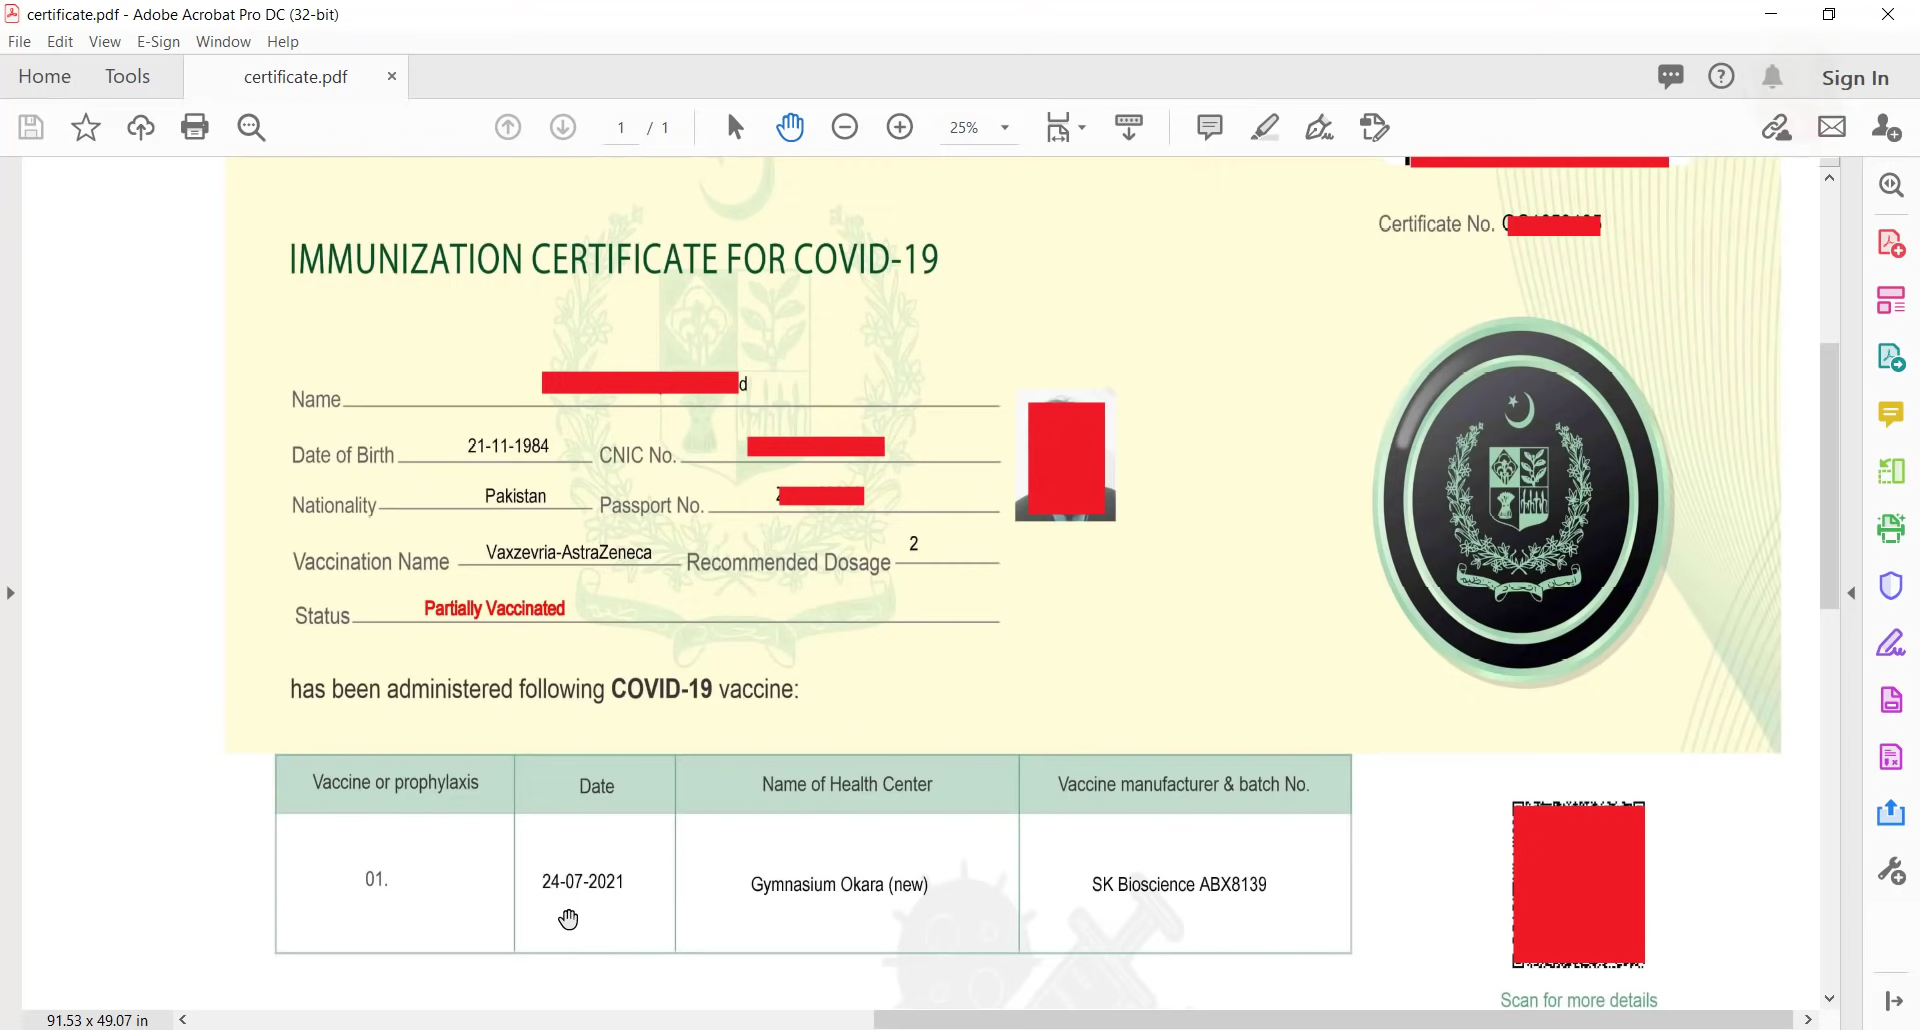 certificate.pdf - Adobe Acrobat Pro DC (32-bit)
File Edit View E-Sign Window Help
Home Tools certificate.pdf Sign In
1 / 1 25%
Certificate No.
IMMUNIZATION CERTIFICATE FOR COVID-19
Name d
Date of Birth 21-11-1984 CNIC No.
Nationality Pakistan Passport No.
Vaccination Name Vaxzevria-AstraZeneca Recommended Dosage 2
Status Partially Vaccinated
has been administered following COVID-19 vaccine:
Vaccine or prophylaxis Date Name of Health Center Vaccine manufacturer & batch No.
01. 24-07-2021 Gymnasium Okara (new) SK Bioscience ABX8139
Scan for more details
91.53 x 49.07 in